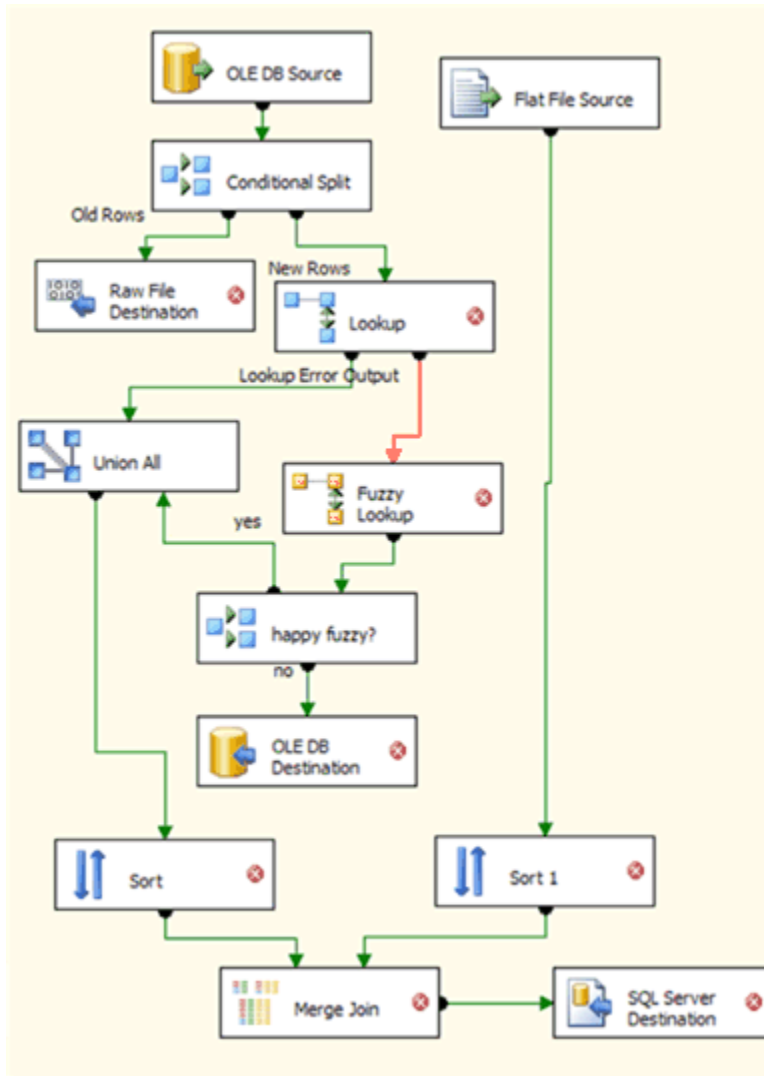 OLE DB Source
Flat File Source
Conditional Split
Old Rows
New Rows
Raw File
Destination
Lookup
Lookup Error Output
Union All
Fuzzy
Lookup
yes
happy fuzzy?
no
OLE DB
Destination
Sort
Sort 1
Merge Join
SQL Server
Destination